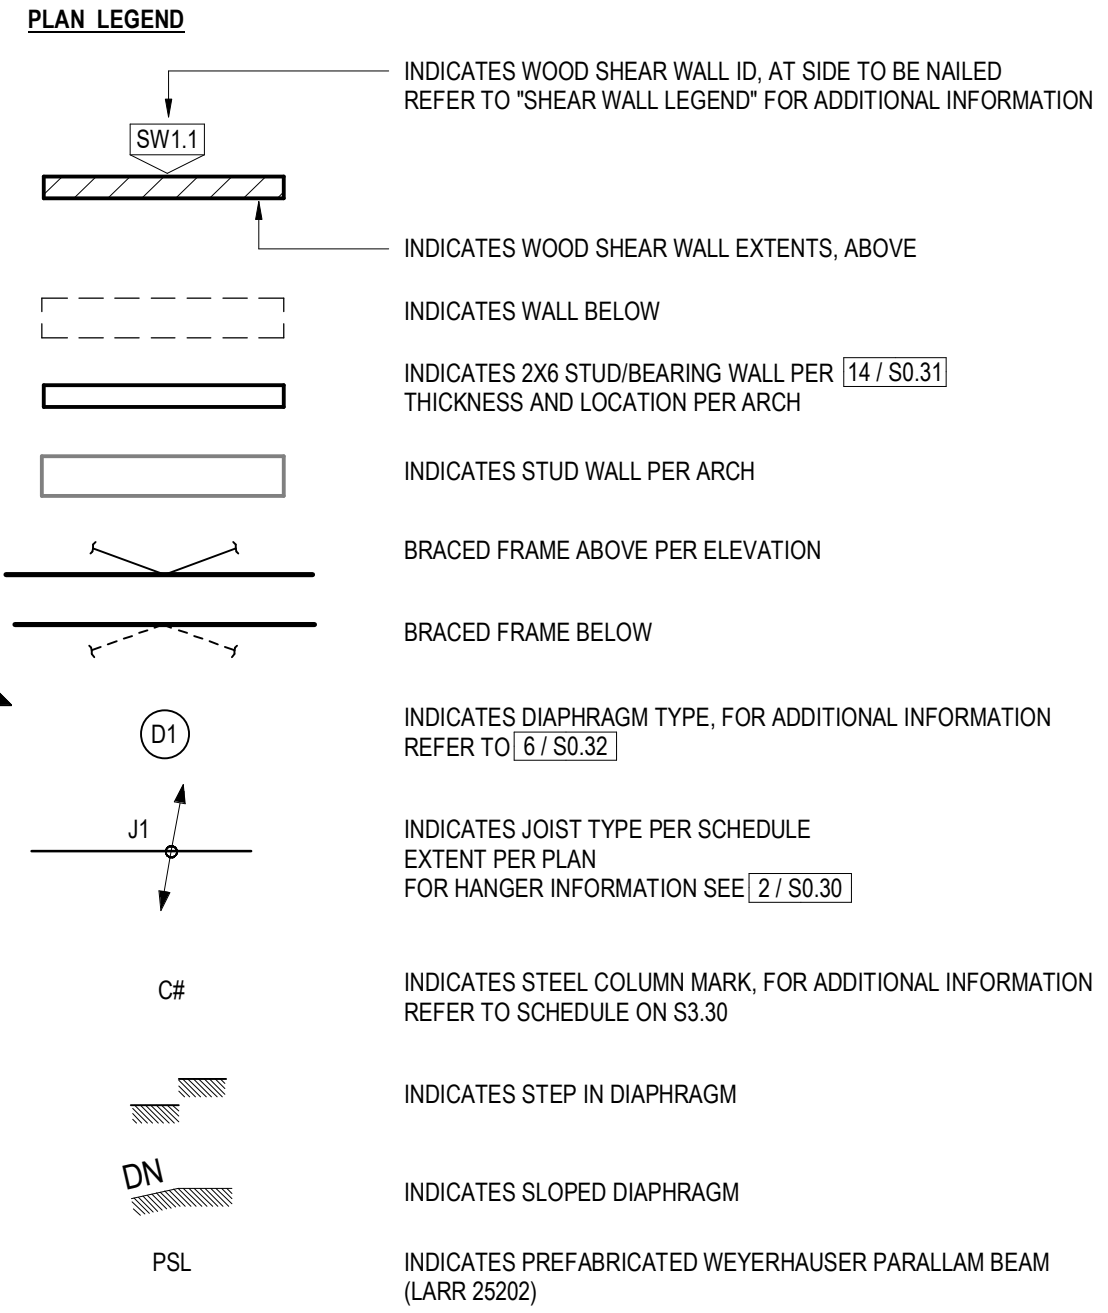 PLAN LEGEND
INDICATES WOOD SHEAR WALL ID, AT SIDE TO BE NAILED
REFER TO "SHEAR WALL LEGEND" FOR ADDITIONAL INFORMATION
SW1.1
INDICATES WOOD SHEAR WALL EXTENTS, ABOVE
INDICATES WALL BELOW
INDICATES 2X6 STUD/BEARING WALL PER 14 / S0.31
THICKNESS AND LOCATION PER ARCH
INDICATES STUD WALL PER ARCH
BRACED FRAME ABOVE PER ELEVATION
BRACED FRAME BELOW
D1
INDICATES DIAPHRAGM TYPE, FOR ADDITIONAL INFORMATION
REFER TO 6 / S0.32
J1
INDICATES JOIST TYPE PER SCHEDULE
EXTENT PER PLAN
FOR HANGER INFORMATION SEE 2 / S0.30
C#
INDICATES STEEL COLUMN MARK, FOR ADDITIONAL INFORMATION
REFER TO SCHEDULE ON S3.30
INDICATES STEP IN DIAPHRAGM
DN
INDICATES SLOPED DIAPHRAGM
PSL
INDICATES PREFABRICATED WEYERHAUSER PARALLAM BEAM
(LARR 25202)